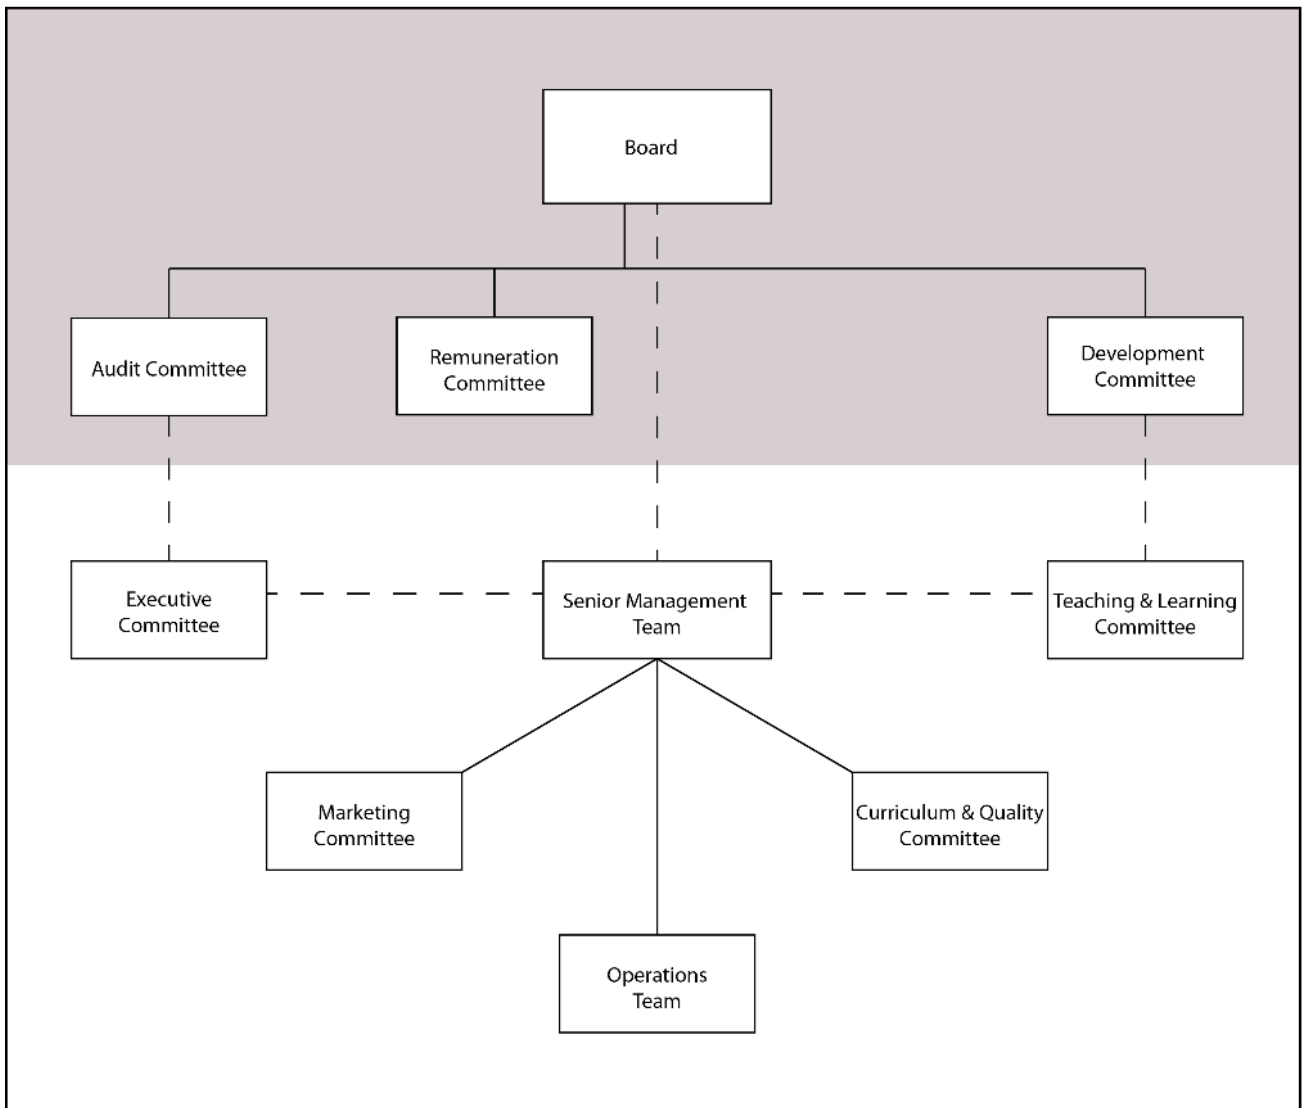 Board
Audit Committee
Remuneration
Committee
Development
Committee
Executive
Committee
Senior Management
Team
Teaching & Learning
Committee
Marketing
Committee
Curriculum & Quality
Committee
Operations
Team